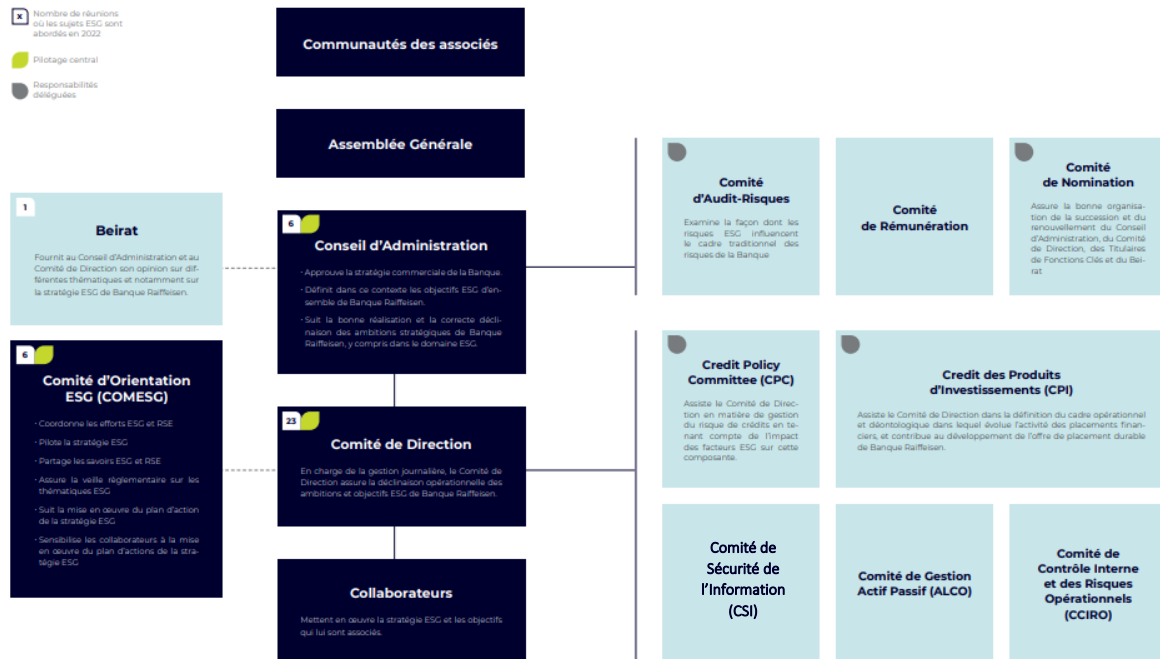 x
Nombre de réunions
où les sujets ESG sont
abordés en 2022
Pilotage central
Responsabilités
déléguées
Communautés des associés
Assemblée Générale
1
Beirat
Fournit au Conseil d'Administration et au
Comité de Direction son opinion sur dif-
férentes thématiques et notamment sur
la stratégie ESG de Banque Raiffeisen.
6
Conseil d'Administration
· Approuve la stratégie commerciale de la Banque.
· Définit dans ce contexte les objectifs ESG d'en-
semble de Banque Raiffeisen.
· Suit la bonne réalisation et la correcte décli-
naison des ambitions stratégiques de Banque
Raiffeisen, y compris dans le domaine ESG.
Comité
d'Audit-Risques
Examine la façon dont les
risques ESG influencent
le cadre traditionnel des
risques de la Banque
Comité
de Rémunération
Comité
de Nomination
Assure la bonne organisa-
tion de la succession et du
renouvellement du Conseil
d'Administration, du Comité
de Direction, des Titulaires
de Fonctions Clés et du Bei-
rat
6
Comité d'Orientation
ESG (COMESG)
· Coordonne les efforts ESG et RSE
· Pilote la stratégie ESG
· Partage les savoirs ESG et RSE
· Assure la veille réglementaire sur les
thématiques ESG
· Suit la mise en œuvre du plan d'action
de la stratégie ESG
· Sensibilise les collaborateurs à la mise
en œuvre du plan d'actions de la stra-
tégie ESG
23
Comité de Direction
En charge de la gestion journalière, le Comité de
Direction assure la déclinaison opérationnelle des
ambitions et objectifs ESG de Banque Raiffeisen.
Collaborateurs
Mettent en œuvre la stratégie ESG et les objectifs
qui lui sont associés.
Credit Policy
Committee (CPC)
Assiste le Comité de Direc-
tion en matière de gestion
du risque de crédits en te-
nant compte de l'impact
des facteurs ESG sur cette
composante.
Credit des Produits
d'Investissements (CPI)
Assiste le Comité de Direction dans la définition du cadre opérationnel
et déontologique dans lequel évolue l'activité des placements finan-
ciers, et contribue au développement de l'offre de placement durable
de Banque Raiffeisen.
Comité de
Sécurité de
l'Information
(CSI)
Comité de Gestion
Actif Passif (ALCO)
Comité de
Contrôle Interne
et des Risques
Opérationnels
(CCIRO)